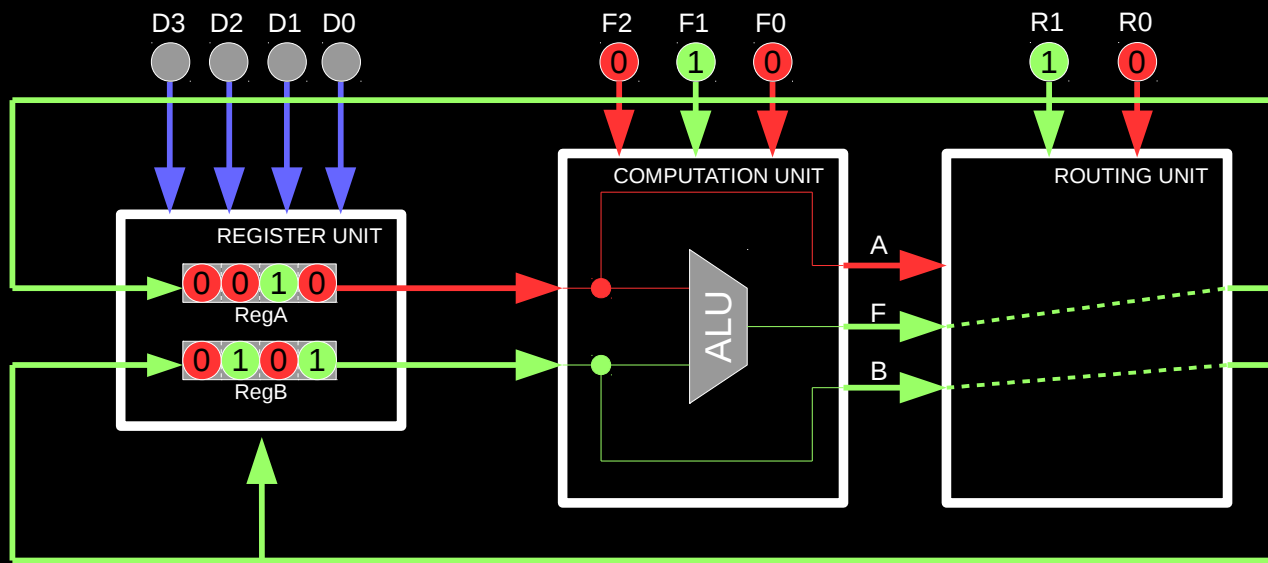 D3 D2 D1 D0 F2 F1 F0 R1 R0
0 1 0 1 0
COMPUTATION UNIT ROUTING UNIT
REGISTER UNIT
A
0 0 1 0
RegA
F
ALU
0 1 0 1
B
RegB